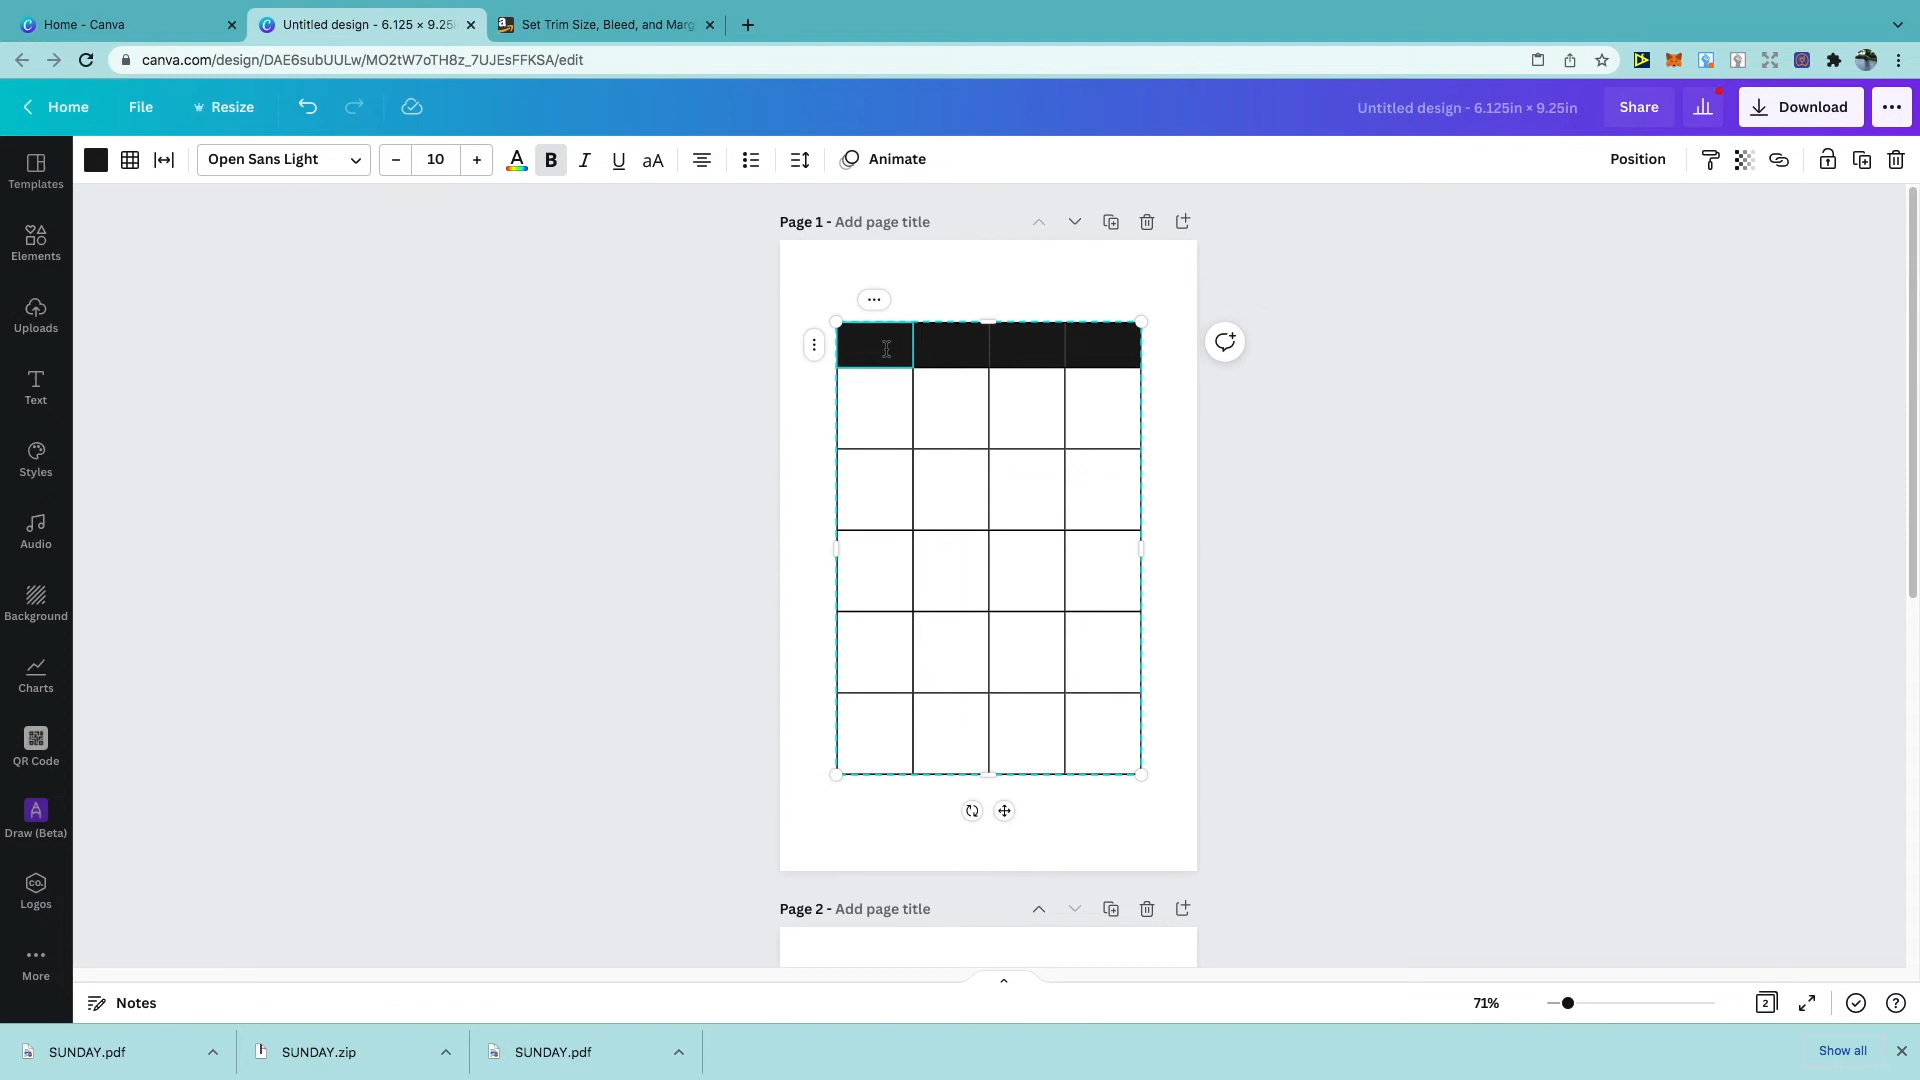 Home - Canva
Untitled design - 6.125 × 9.25
Set Trim Size, Bleed, and Marg
canva.com/design/DAE6subUULw/MO2tW7oTH8z_7UJEsFFKSA/edit
Home
File
Resize
Untitled design - 6.125in × 9.25in
Share
Download
Open Sans Light
10
A
B
I
U
aA
Animate
Position
Templates
Elements
Uploads
Text
Styles
Audio
Background
Charts
QR Code
Draw (Beta)
CO.
Logos
More
Page 1 - Add page title
Page 2 - Add page title
Notes
71%
2
SUNDAY.pdf
SUNDAY.zip
SUNDAY.pdf
Show all